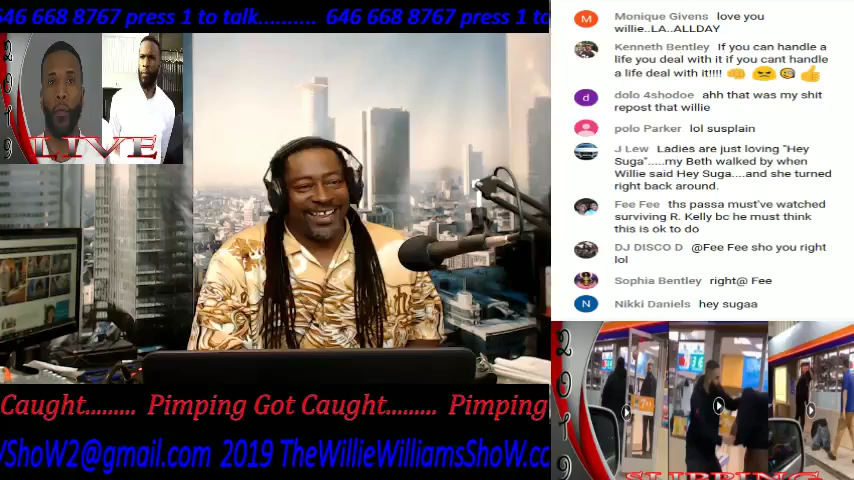 646 668 8767 press 1 to talk.......... 646 668 8767 press 1 to
2019
LIVE
Caught......... Pimping Got Caught......... Pimping
ShoW2@gmail.com 2019 TheWillieWilliamsShoW.co
M Monique Givens love you
willie..LA..ALLDAY
Kenneth Bentley If you can handle a
life you deal with it if you cant handle
a life deal with it!!!! 👊😠🤕👍
d dolo 4shodoe ahh that was my shit
repost that willie
polo Parker lol susplain
J Lew Ladies are just loving "Hey
Suga".....my Beth walked by when
Willie said Hey Suga....and she turned
right back around.
Fee Fee ths passa must've watched
surviving R. Kelly bc he must think
this is ok to do
DJ DISCO D @Fee Fee sho you right
lol
Sophia Bentley right@ Fee
N Nikki Daniels hey sugaa
2019
SLIPPING